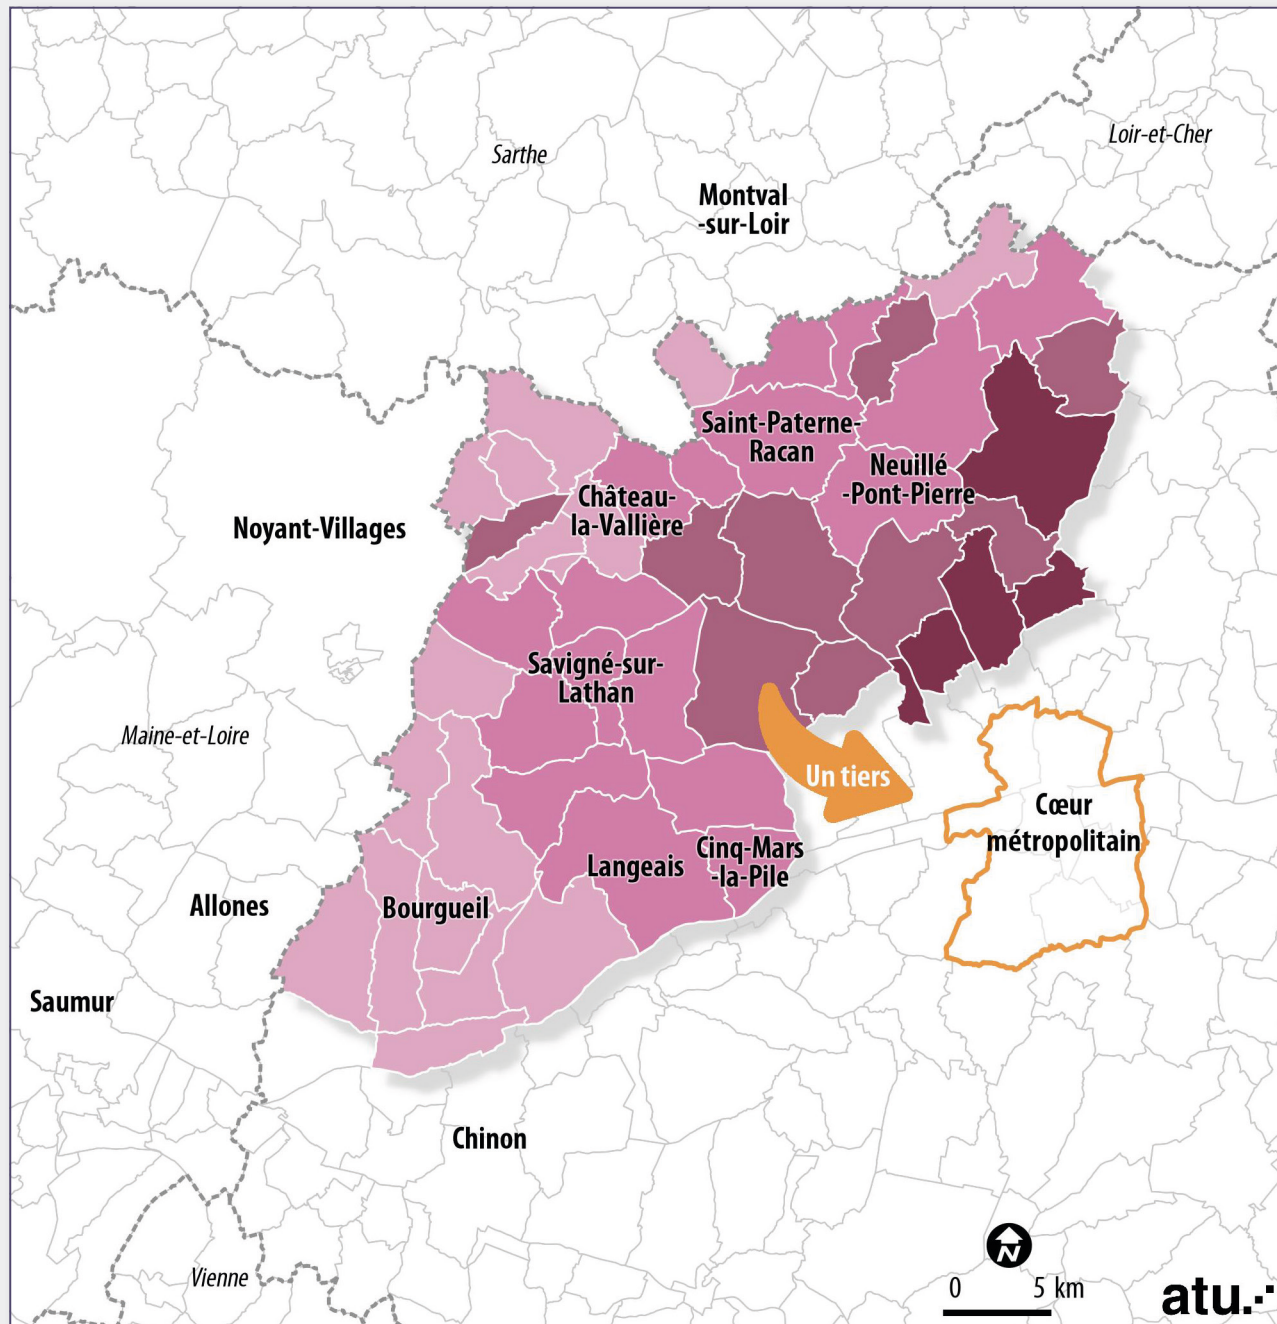 Loir-et-Cher
Sarthe
Montval
-sur-Loir
Saint-Paterne-
Racan
Neuillé
-Pont-Pierre
Château-
la-Vallière
Noyant-Villages
Savigné-sur-
Lathan
Maine-et-Loire
Un tiers
Cœur
métropolitain
Cinq-Mars
-la-Pile
Langeais
Allones
Bourgueil
Saumur
Chinon
Vienne
N
0 5 km
atu.